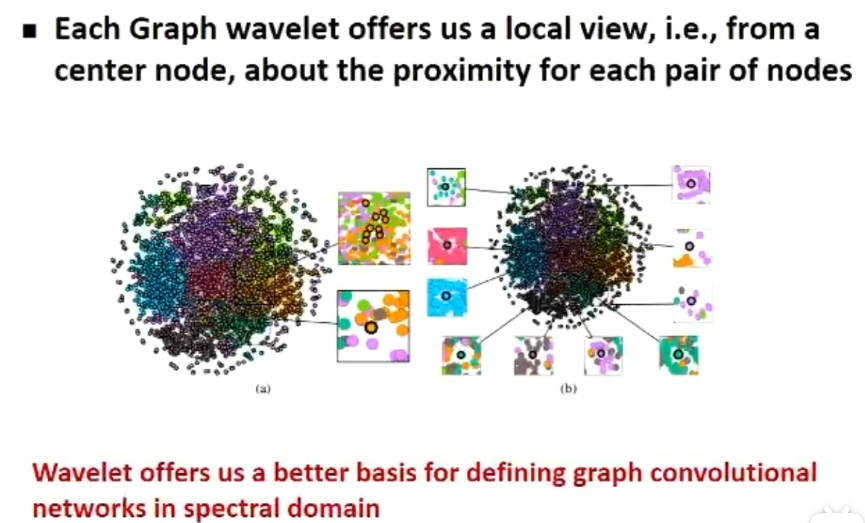 ▪ Each Graph wavelet offers us a local view, i.e., from a
center node, about the proximity for each pair of nodes
(a)
(b)
Wavelet offers us a better basis for defining graph convolutional
networks in spectral domain